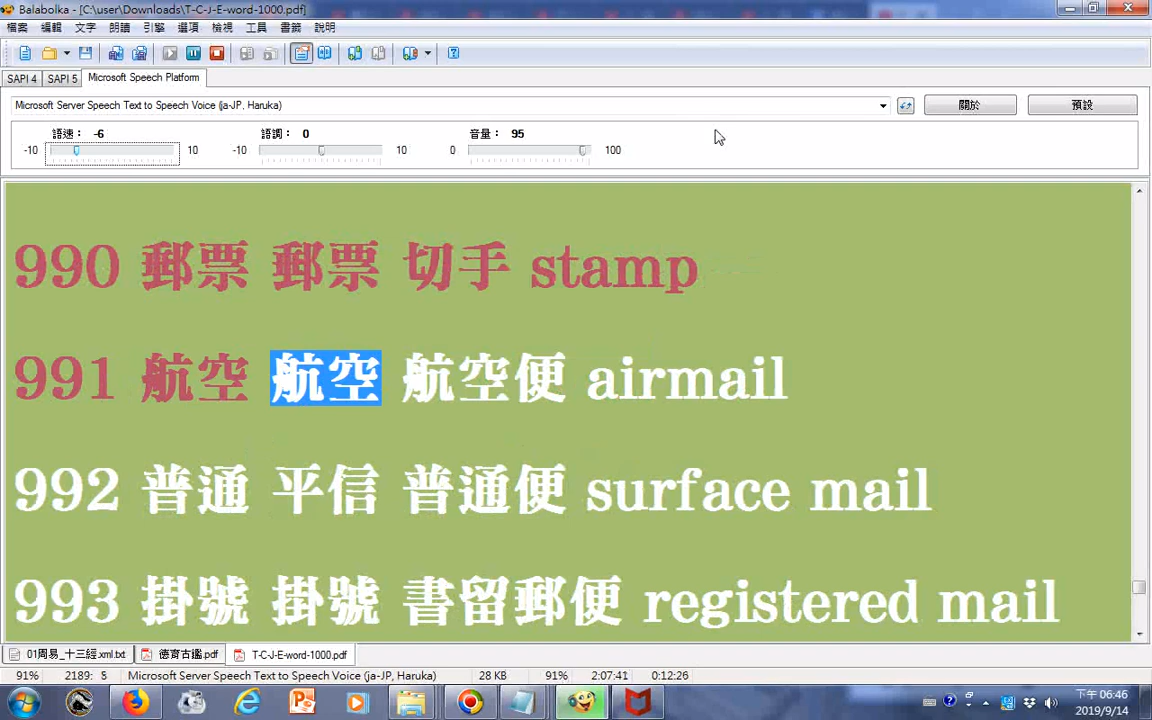 Balabolka - [C:\user\Downloads\T-C-J-E-word-1000.pdf]
檔案 編輯 文字 朗讀 引擎 選項 檢視 工具 書籤 說明
SAPI 4 SAPI 5 Microsoft Speech Platform
Microsoft Server Speech Text to Speech Voice (ja-JP, Haruka) 關於 預設
語速： -6 語調： 0 音量： 95
-10 10 -10 10 0 100
990 郵票 郵票 切手 stamp
991 航空 航空 航空便 airmail
992 普通 平信 普通便 surface mail
993 掛號 掛號 書留郵便 registered mail
01周易_十三經.xml.txt 德育古鑑.pdf T-C-J-E-word-1000.pdf
91% 2189: 5 Microsoft Server Speech Text to Speech Voice (ja-JP, Haruka) 28 KB 91% 2:07:41 0:12:26
下午 06:46
2019/9/14